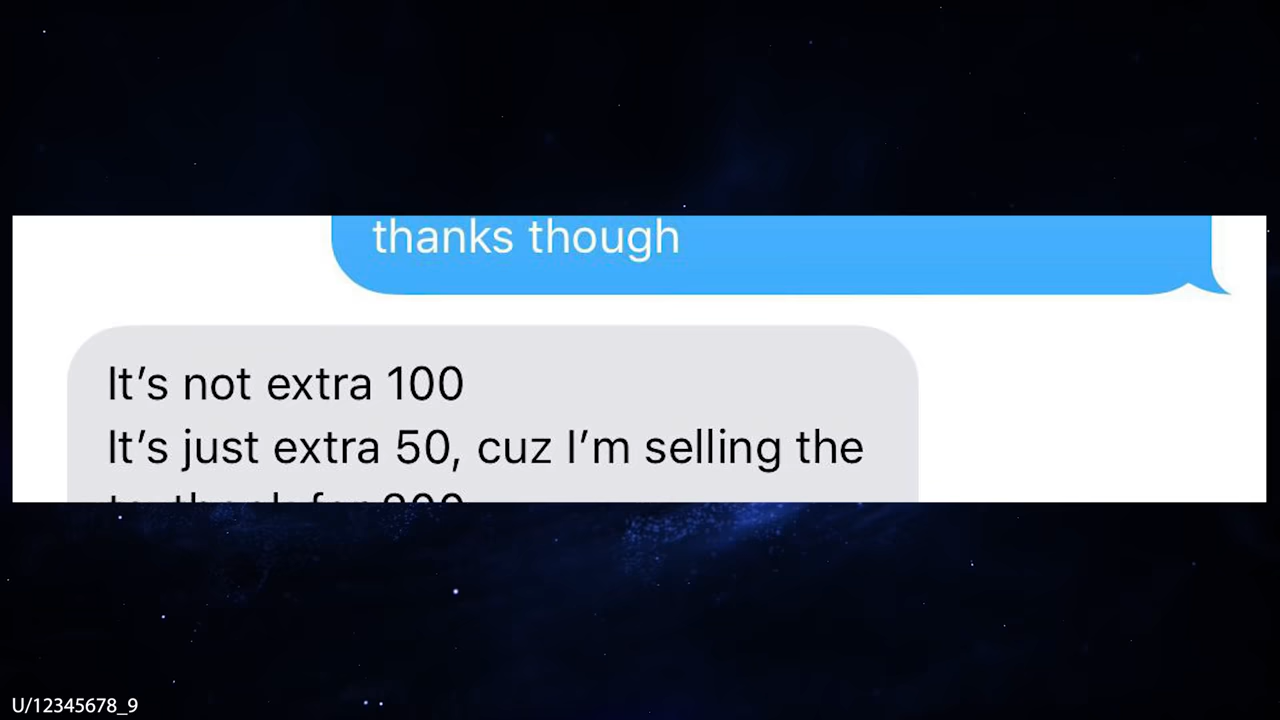 thanks though
It’s not extra 100
It’s just extra 50, cuz I’m selling the
U/12345678_9